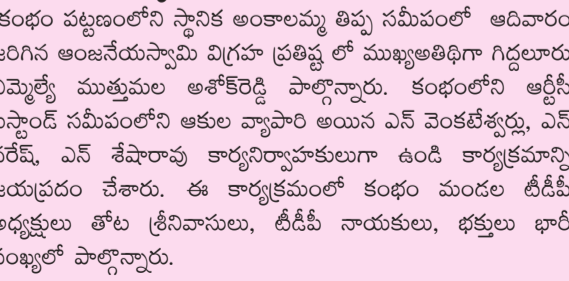 కంభం పట్టణంలోని స్థానిక అంకాలమ్మ తిప్ప సమీపంలో ఆదివారం
జరిగిన ఆంజనేయస్వామి విగ్రహ ప్రతిష్ట లో ముఖ్యఅతిథిగా గిద్దలూరు
ఎమ్మెల్యే ముత్తుమల అశోక్‌రెడ్డి పాల్గొన్నారు. కంభంలోని ఆర్టీసీ
బస్టాండ్ సమీపంలోని ఆకుల వ్యాపారి అయిన ఎన్ వెంకటేశ్వర్లు, ఎన్
ఎన్ శేషారావు కార్యనిర్వాహకులుగా ఉండి కార్యక్రమాన్ని
జయప్రదం చేశారు. ఈ కార్యక్రమంలో కంభం మండల టీడీపీ
అధ్యక్షులు తోట శ్రీనివాసులు, టీడీపీ నాయకులు, భక్తులు భారీ
సంఖ్యలో పాల్గొన్నారు.